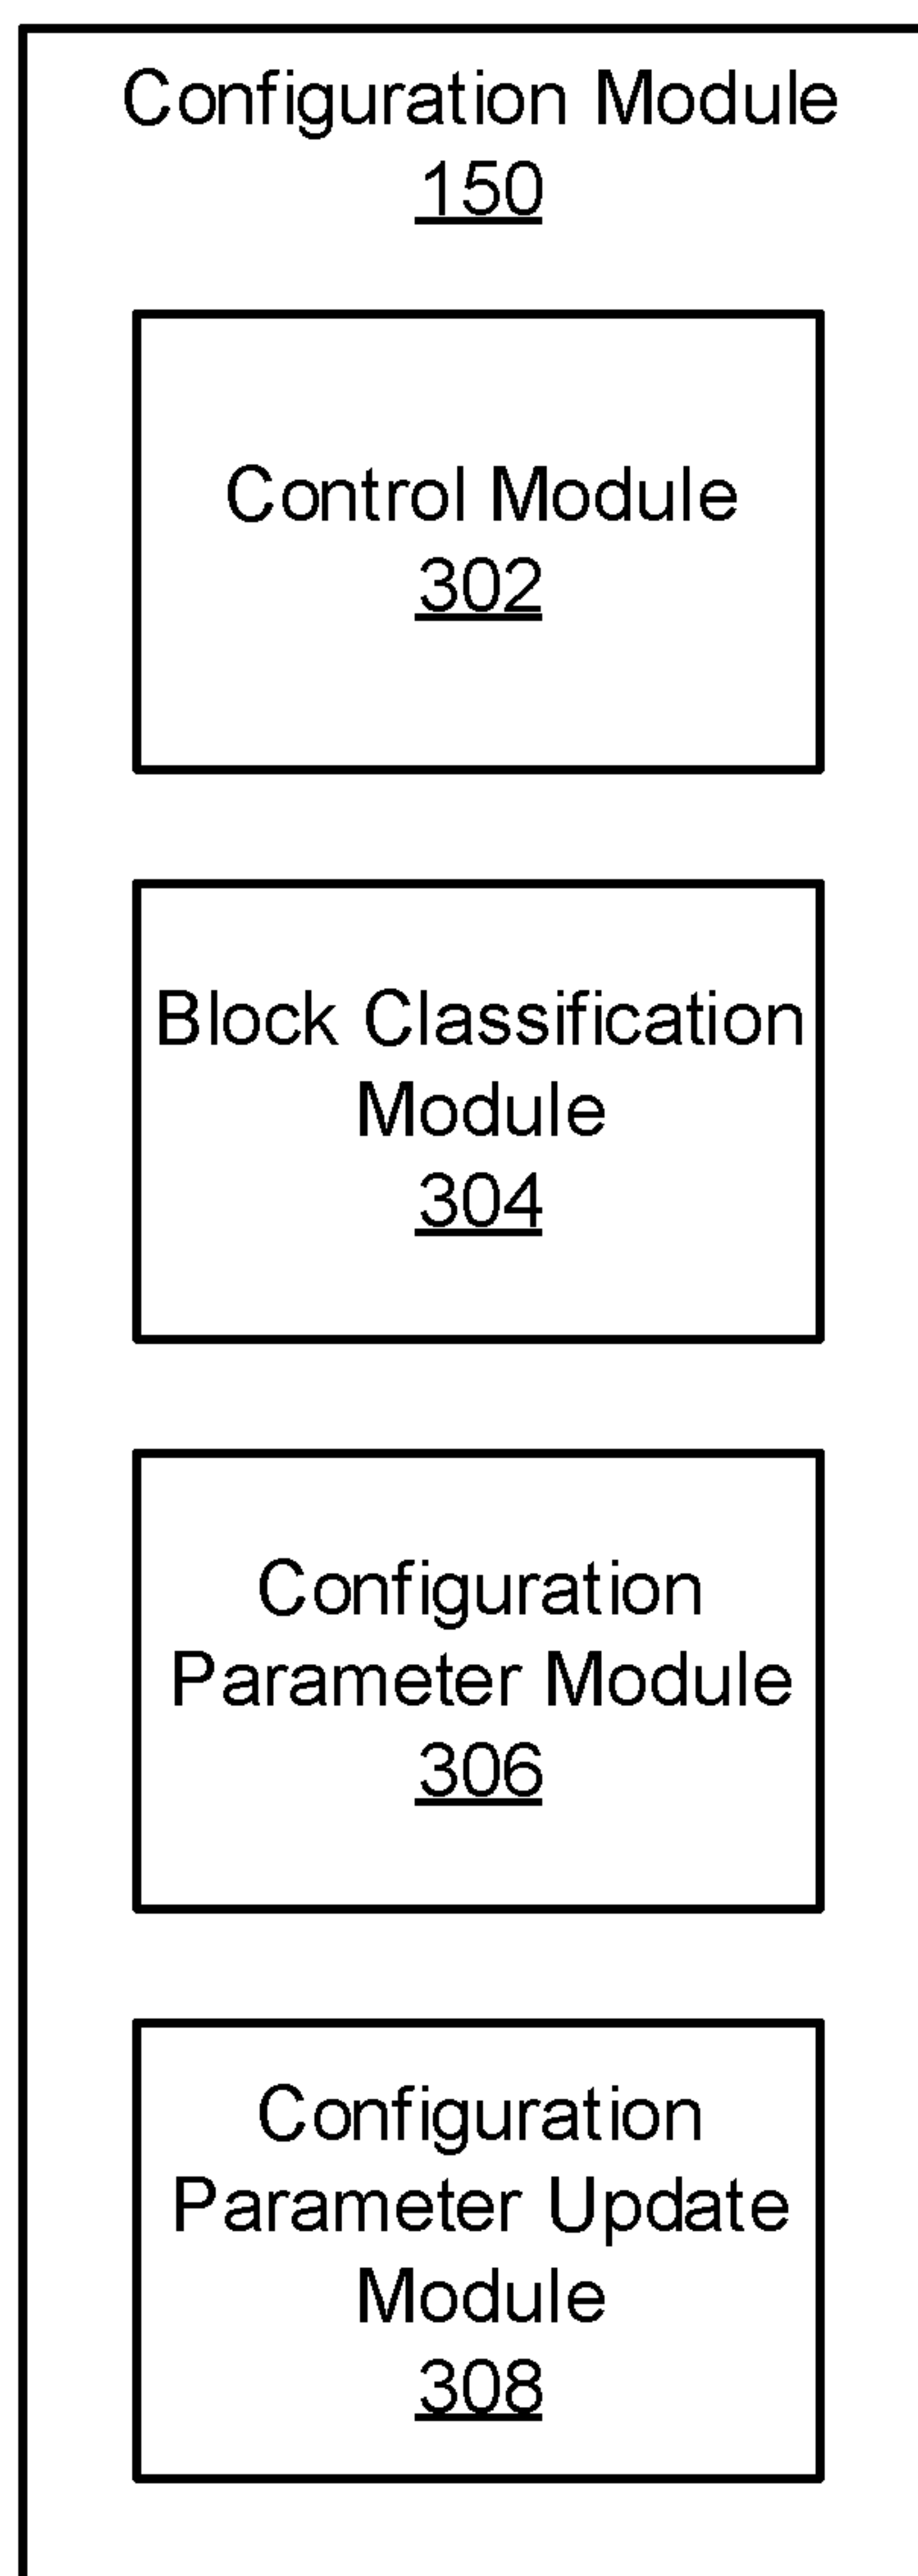 Configuration Module
150
Control Module
302
Block Classification
Module
304
Configuration
Parameter Module
306
Configuration
Parameter Update
Module
308